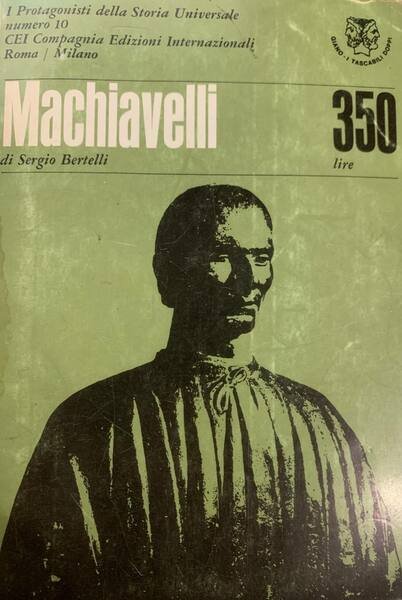 I Protagonisti della Storia Universale
numero 10
CEI Compagnia Edizioni Internazionali
Roma / Milano
GIANO - I TASCABILI DOPPI
Machiavelli
350
di Sergio Bertelli
lire